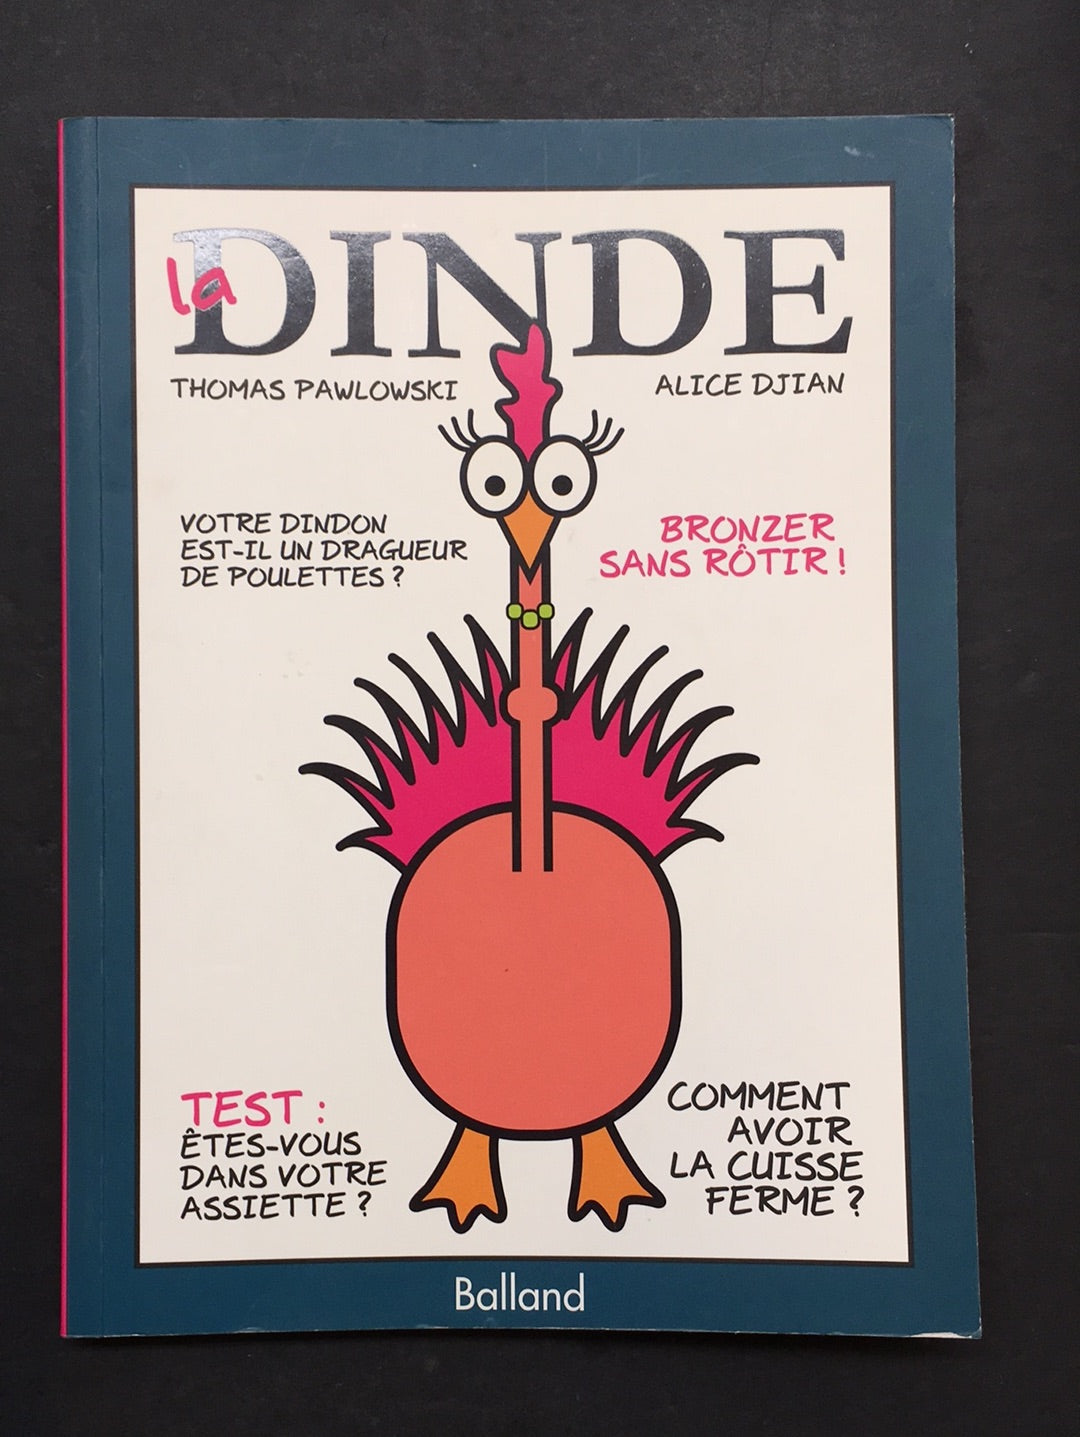 la DINDE
THOMAS PAWLOWSKI
ALICE DJIAN
VOTRE DINDON
EST-IL UN DRAGUEUR
DE POULETTES ?
BRONZER
SANS RÔTIR !
TEST :
ÊTES-VOUS
DANS VOTRE
ASSIETTE ?
COMMENT
AVOIR
LA CUISSE
FERME ?
Balland